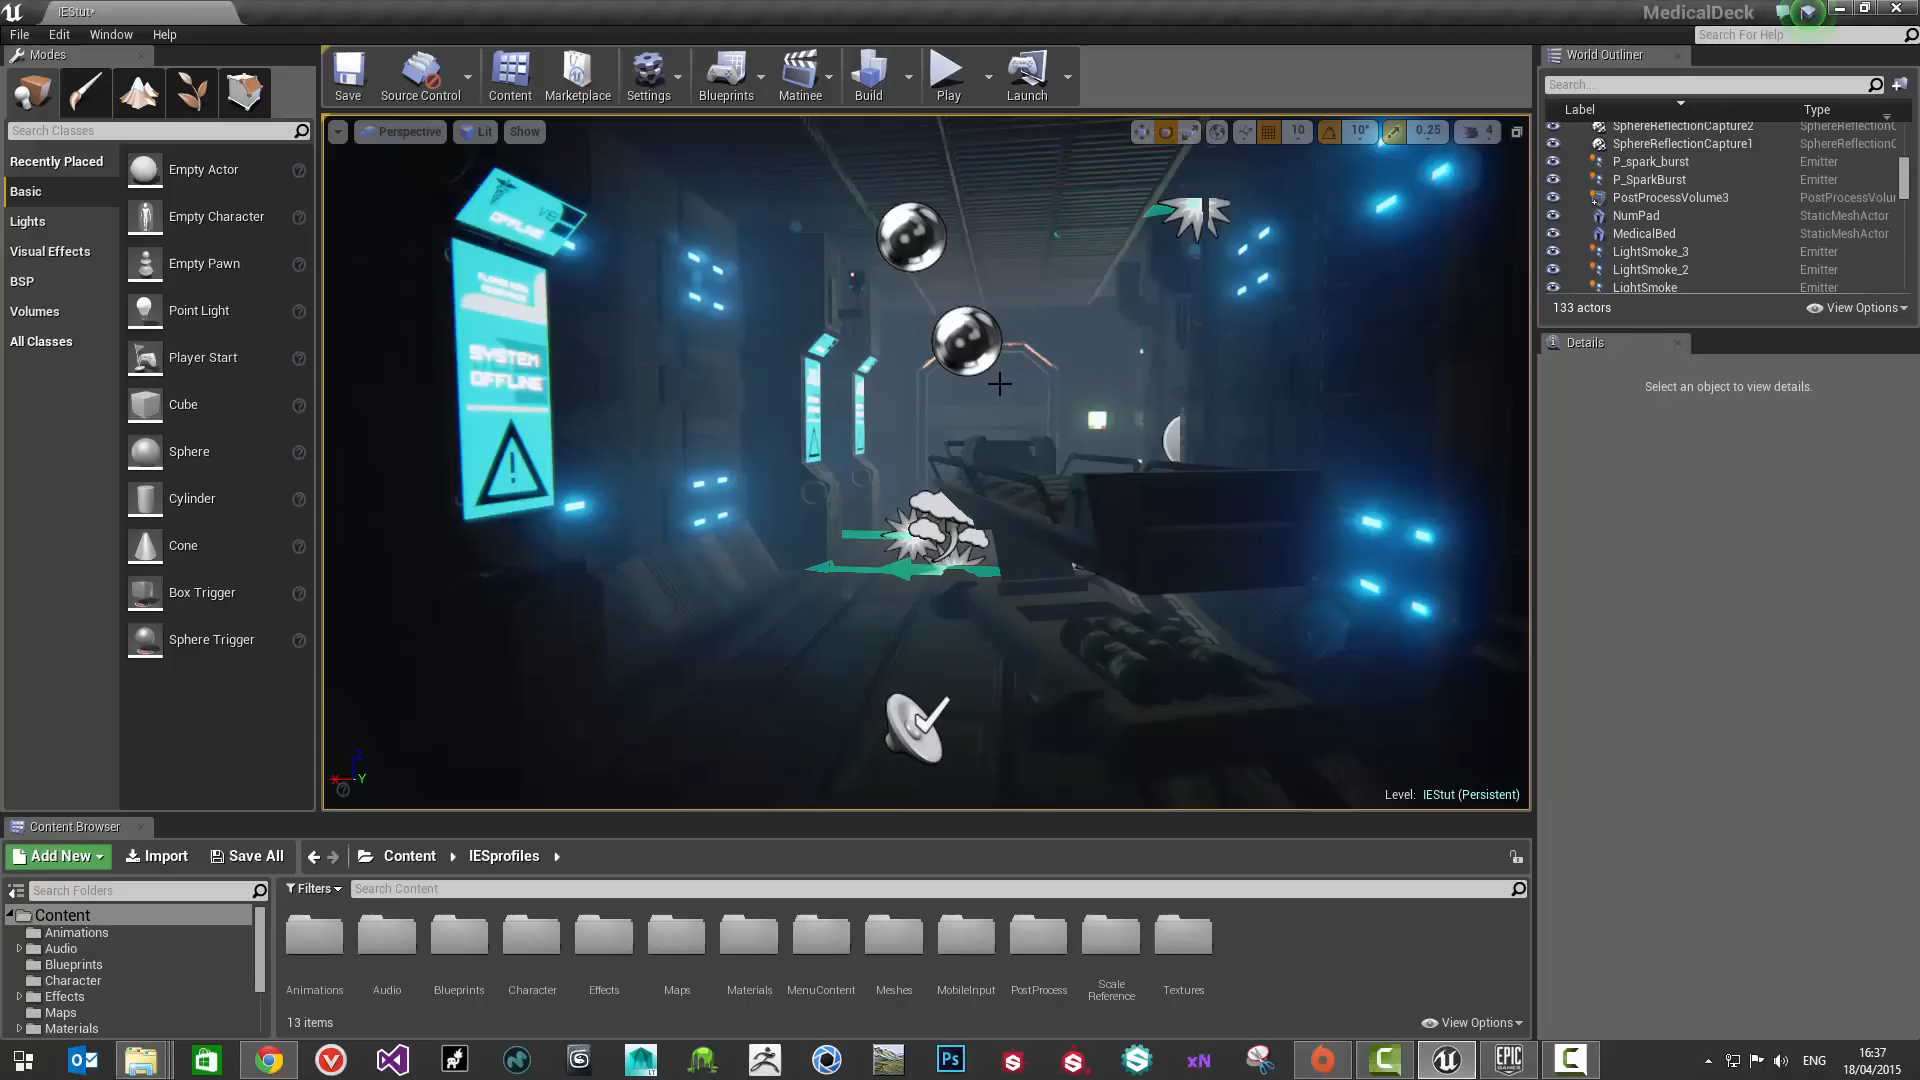 IEStut*
MedicalDeck
File Edit Window Help
Search For Help
Modes
Search Classes
Recently Placed
Basic
Lights
Visual Effects
BSP
Volumes
All Classes
Empty Actor
Empty Character
Empty Pawn
Point Light
Player Start
Cube
Sphere
Cylinder
Cone
Box Trigger
Sphere Trigger
Save
Source Control
Content
Marketplace
Settings
Blueprints
Matinee
Build
Play
Launch
Perspective Lit Show
10 10° 0.25 4
OFFLINE
SYSTEM
OFFLINE
Z
X Y
Level: IEStut (Persistent)
World Outliner
Search...
Label Type
SphereReflectionCapture2 SphereReflectionC
SphereReflectionCapture1 SphereReflectionC
P_spark_burst Emitter
P_SparkBurst Emitter
PostProcessVolume3 PostProcessVolu
NumPad StaticMeshActor
MedicalBed StaticMeshActor
LightSmoke_3 Emitter
LightSmoke_2 Emitter
LightSmoke Emitter
133 actors View Options
Details
Select an object to view details.
Content Browser
Add New Import Save All Content IESprofiles
Search Folders
Content
Animations
Audio
Blueprints
Character
Effects
Maps
Materials
Filters Search Content
Animations
Audio
Blueprints
Character
Effects
Maps
Materials
MenuContent
Meshes
MobileInput
PostProcess
Scale
Reference
Textures
13 items View Options
ENG
16:37
18/04/2015